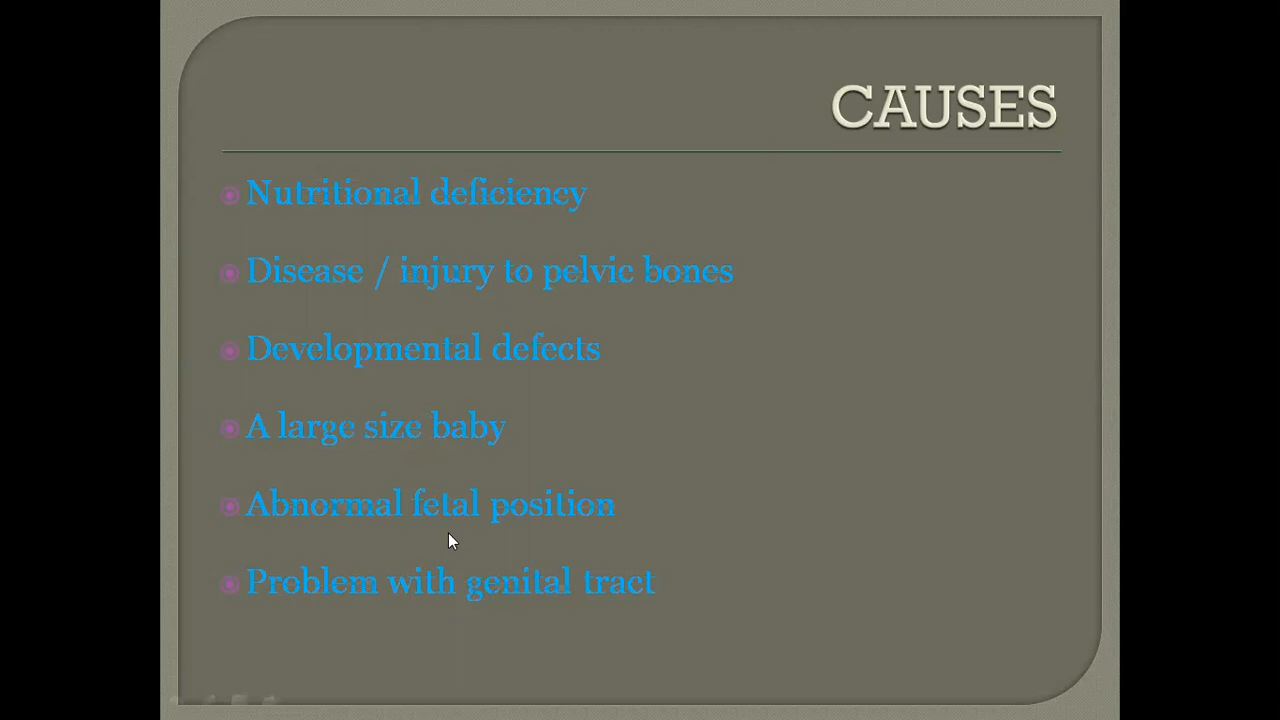 CAUSES
Nutritional deficiency
Disease / injury to pelvic bones
Developmental defects
A large size baby
Abnormal fetal position
Problem with genital tract